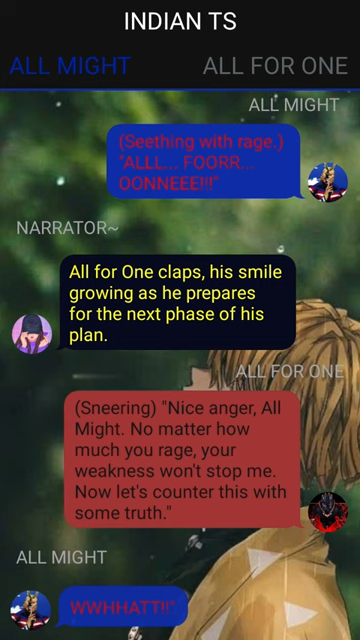 INDIAN TS
ALL MIGHT ALL FOR ONE
ALL MIGHT
(Seething with rage.)
"ALLL... FOORR...
OONNEEE!!!"
NARRATOR~
All for One claps, his smile
growing as he prepares
for the next phase of his
plan.
ALL FOR ONE
(Sneering) "Nice anger, All
Might. No matter how
much you rage, your
weakness won't stop me.
Now let's counter this with
some truth."
ALL MIGHT
WWHHATT!!"